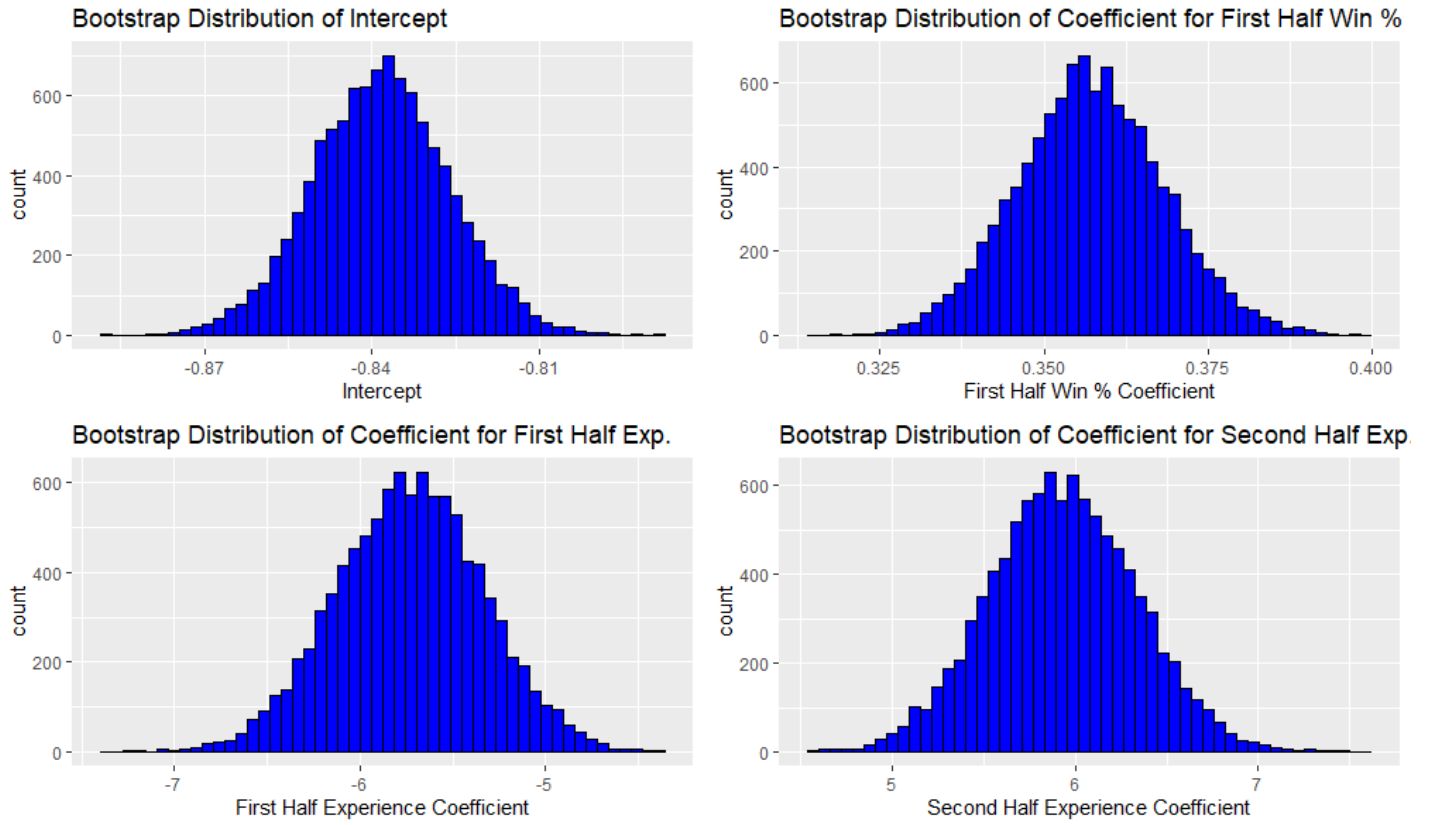 Bootstrap Distribution of Intercept
600
400
200
0
count
-0.87
-0.84
-0.81
Intercept
Bootstrap Distribution of Coefficient for First Half Win %
600
400
200
0
count
0.325
0.350
0.375
0.400
First Half Win % Coefficient
Bootstrap Distribution of Coefficient for First Half Exp.
600
400
200
0
count
-7
-6
-5
First Half Experience Coefficient
Bootstrap Distribution of Coefficient for Second Half Exp.
600
400
200
0
count
5
6
7
Second Half Experience Coefficient